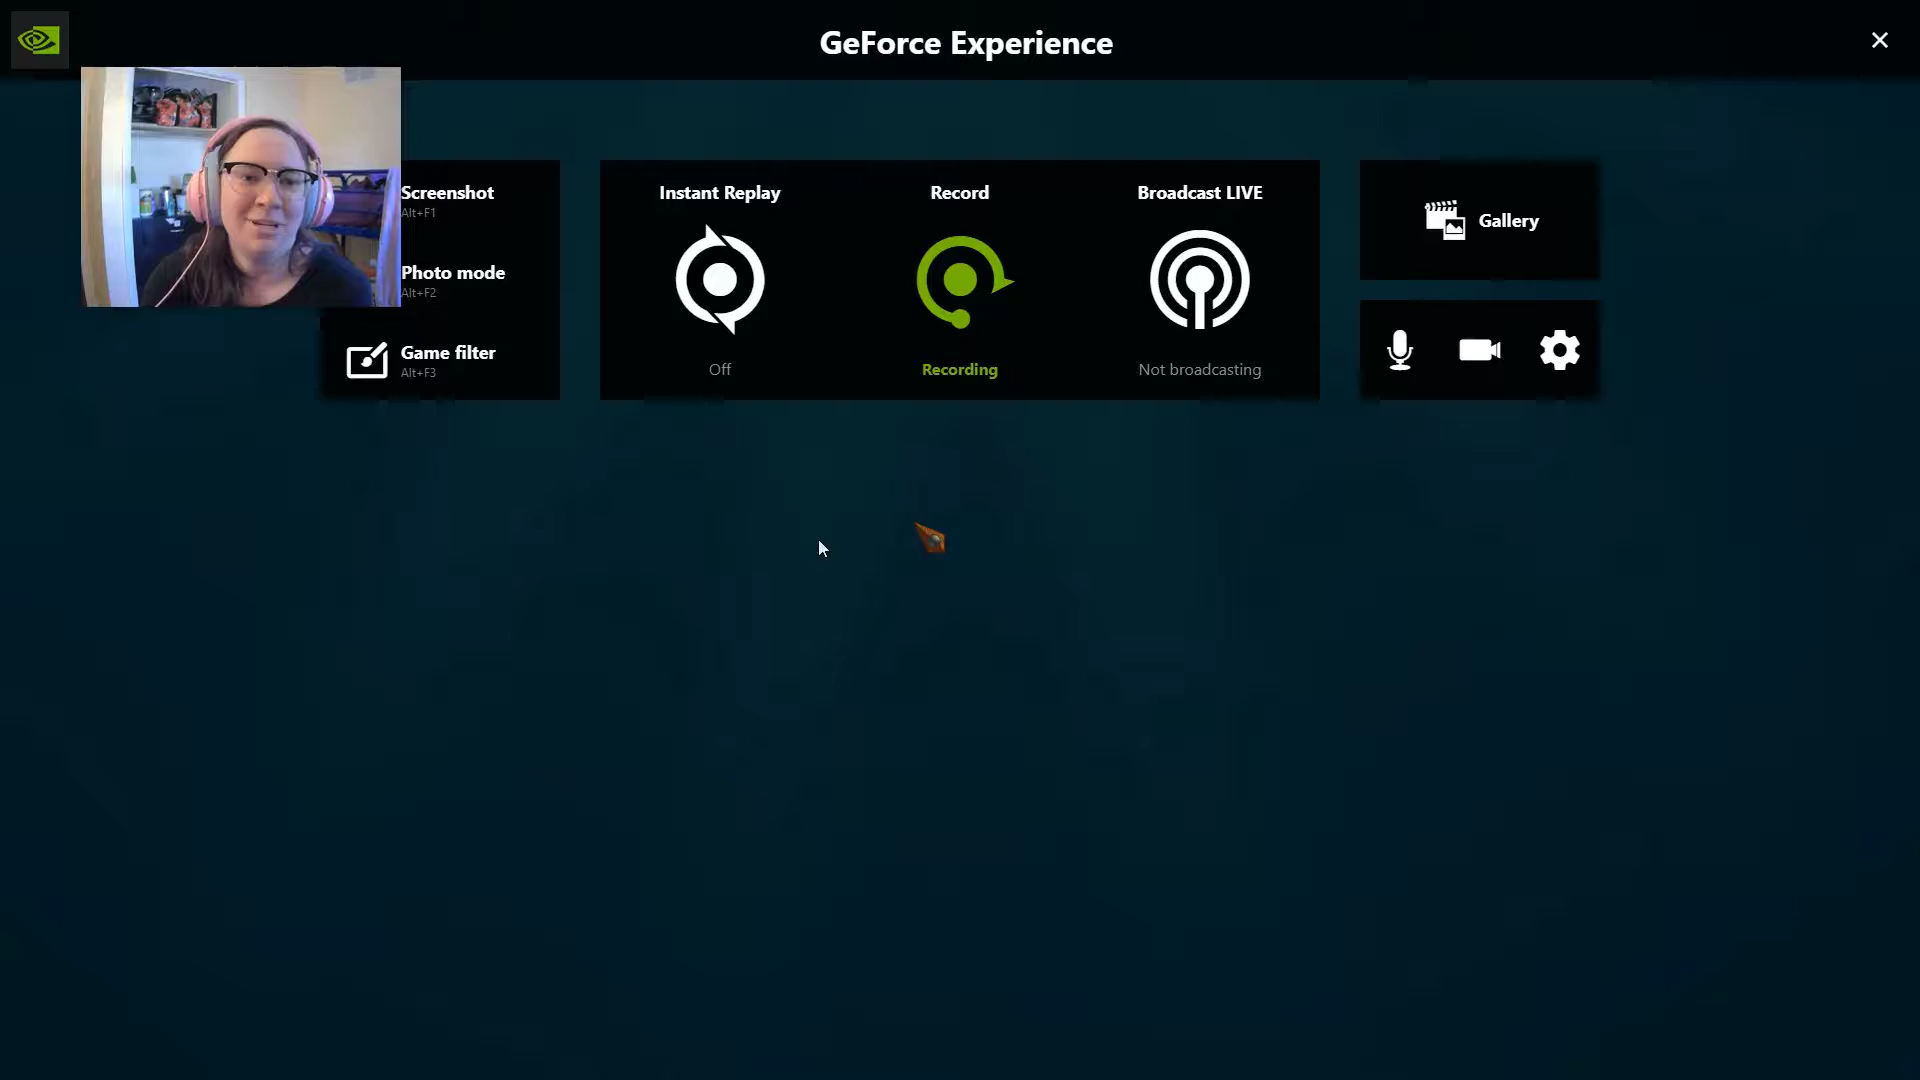 GeForce Experience
Screenshot
Alt+F1
Photo mode
Alt+F2
Game filter
Alt+F3
Instant Replay
Off
Record
Recording
Broadcast LIVE
Not broadcasting
Gallery